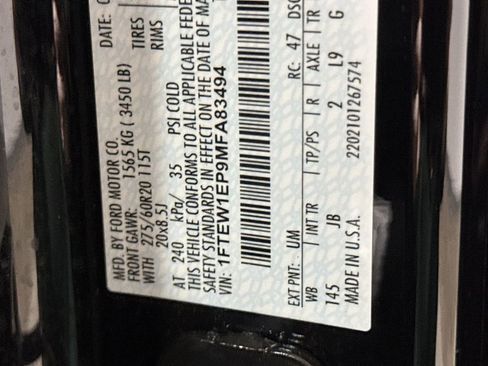 MFD. BY FORD MOTOR CO.
DATE:
FRONT GAWR: 1565 KG ( 3450 LB)
WITH TIRES
275/60R20 115T
RIMS
20x8.5J
AT 240 kPa/ 35 PSI COLD
THIS VEHICLE CONFORMS TO ALL APPLICABLE
SAFETY STANDARDS IN EFFECT ON THE DATE OF
VIN: 1FTEW1EP9MFA83494
EXT PNT: UM RC: 47 DSO
WB INT TR TP/PS R AXLE TR
145 JB 2 L9 G
MADE IN U.S.A. 2202101267574